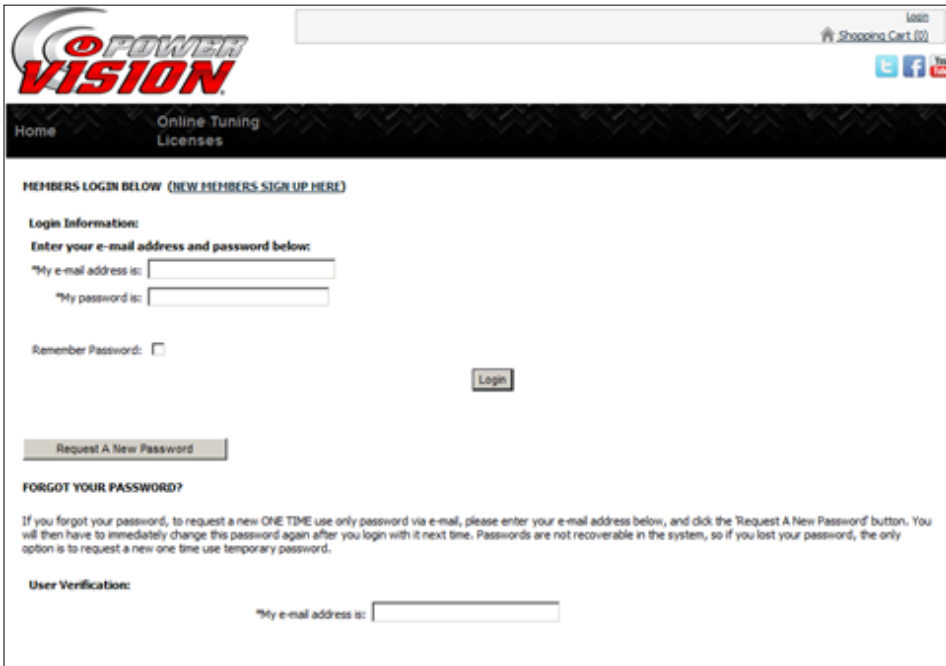 POWER
VISION
Login
Shopping Cart (0)
You
Tube
Home
Online Tuning
Licenses
MEMBERS LOGIN BELOW (NEW MEMBERS SIGN UP HERE)
Login Information:
Enter your e-mail address and password below:
*My e-mail address is:
*My password is:
Remember Password:
Login
Request A New Password
FORGOT YOUR PASSWORD?
If you forgot your password, to request a new ONE TIME use only password via e-mail, please enter your e-mail address below, and click the 'Request A New Password' button. You
will then have to immediately change this password again after you login with it next time. Passwords are not recoverable in the system, so if you lost your password, the only
option is to request a new one time use temporary password.
User Verification:
*My e-mail address is: